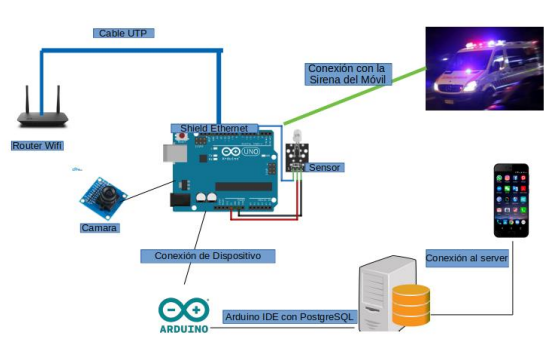 Cable UTP
Conexión con la
Sirena del Móvil
Router Wifi
Shield Ethernet
UNO
Sensor
Camara
Conexión de Dispositivo
Conexión al server
ARDUINO
Arduino IDE con PostgreSQL